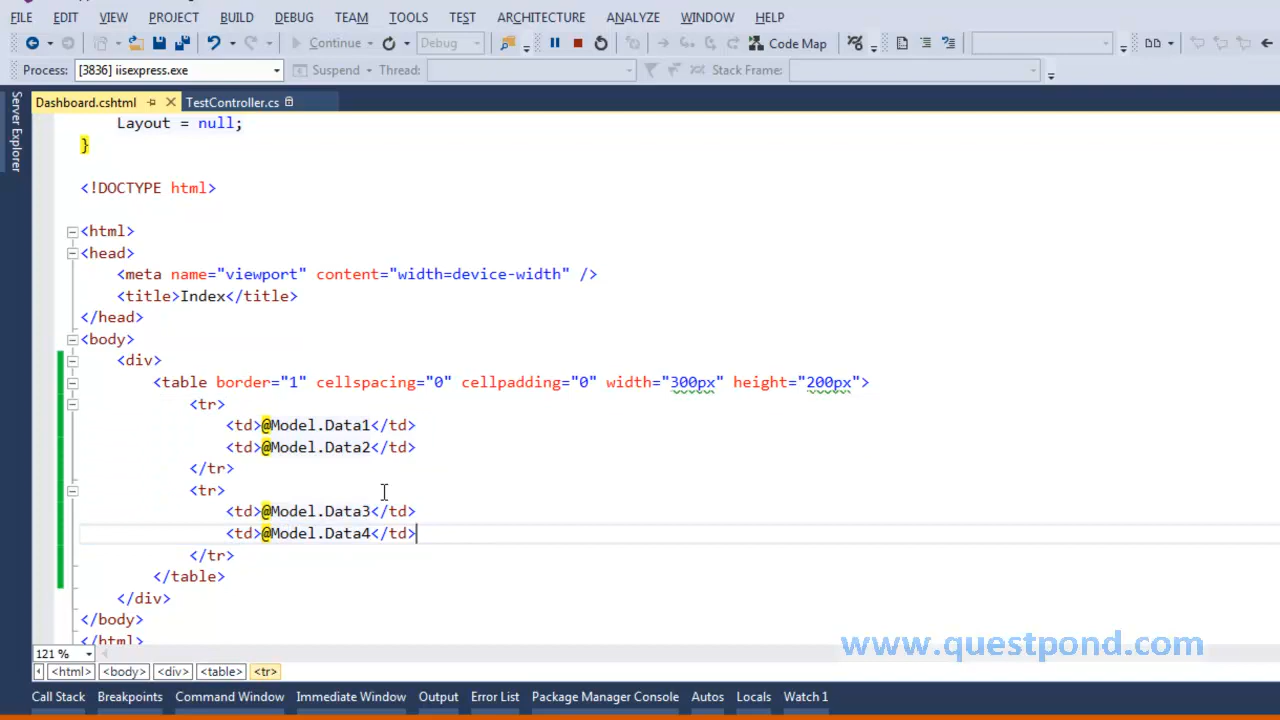 FILE EDIT VIEW PROJECT BUILD DEBUG TEAM TOOLS TEST ARCHITECTURE ANALYZE WINDOW HELP
Continue Debug Code Map
Process: [3836] iisexpress.exe Suspend Thread: Stack Frame:
Server Explorer
Dashboard.cshtml TestController.cs
Layout = null;
}
<!DOCTYPE html>
<html>
<head>
<meta name="viewport" content="width=device-width" />
<title>Index</title>
</head>
<body>
<div>
<table border="1" cellspacing="0" cellpadding="0" width="300px" height="200px">
<tr>
<td>@Model.Data1</td>
<td>@Model.Data2</td>
</tr>
<tr>
<td>@Model.Data3</td>
<td>@Model.Data4</td>
</tr>
</table>
</div>
</body>
</html>
www.questpond.com
121 %
<html> <body> <div> <table> <tr>
Call Stack Breakpoints Command Window Immediate Window Output Error List Package Manager Console Autos Locals Watch 1